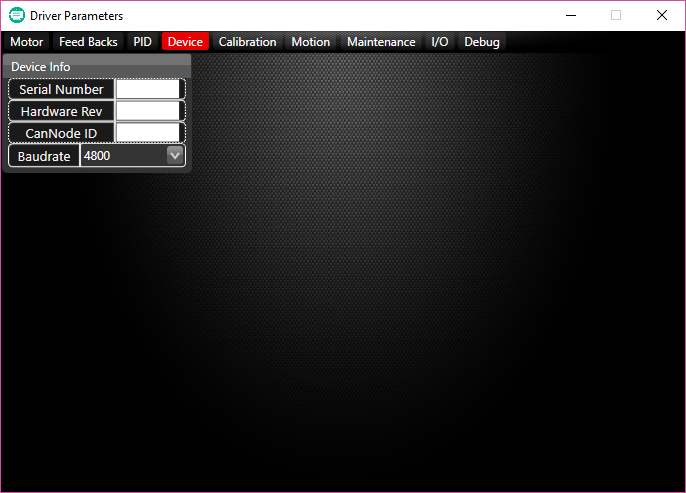 Driver Parameters
Motor Feed Backs PID Device Calibration Motion Maintenance I/O Debug
Device Info
Serial Number
Hardware Rev
CanNode ID
Baudrate 4800